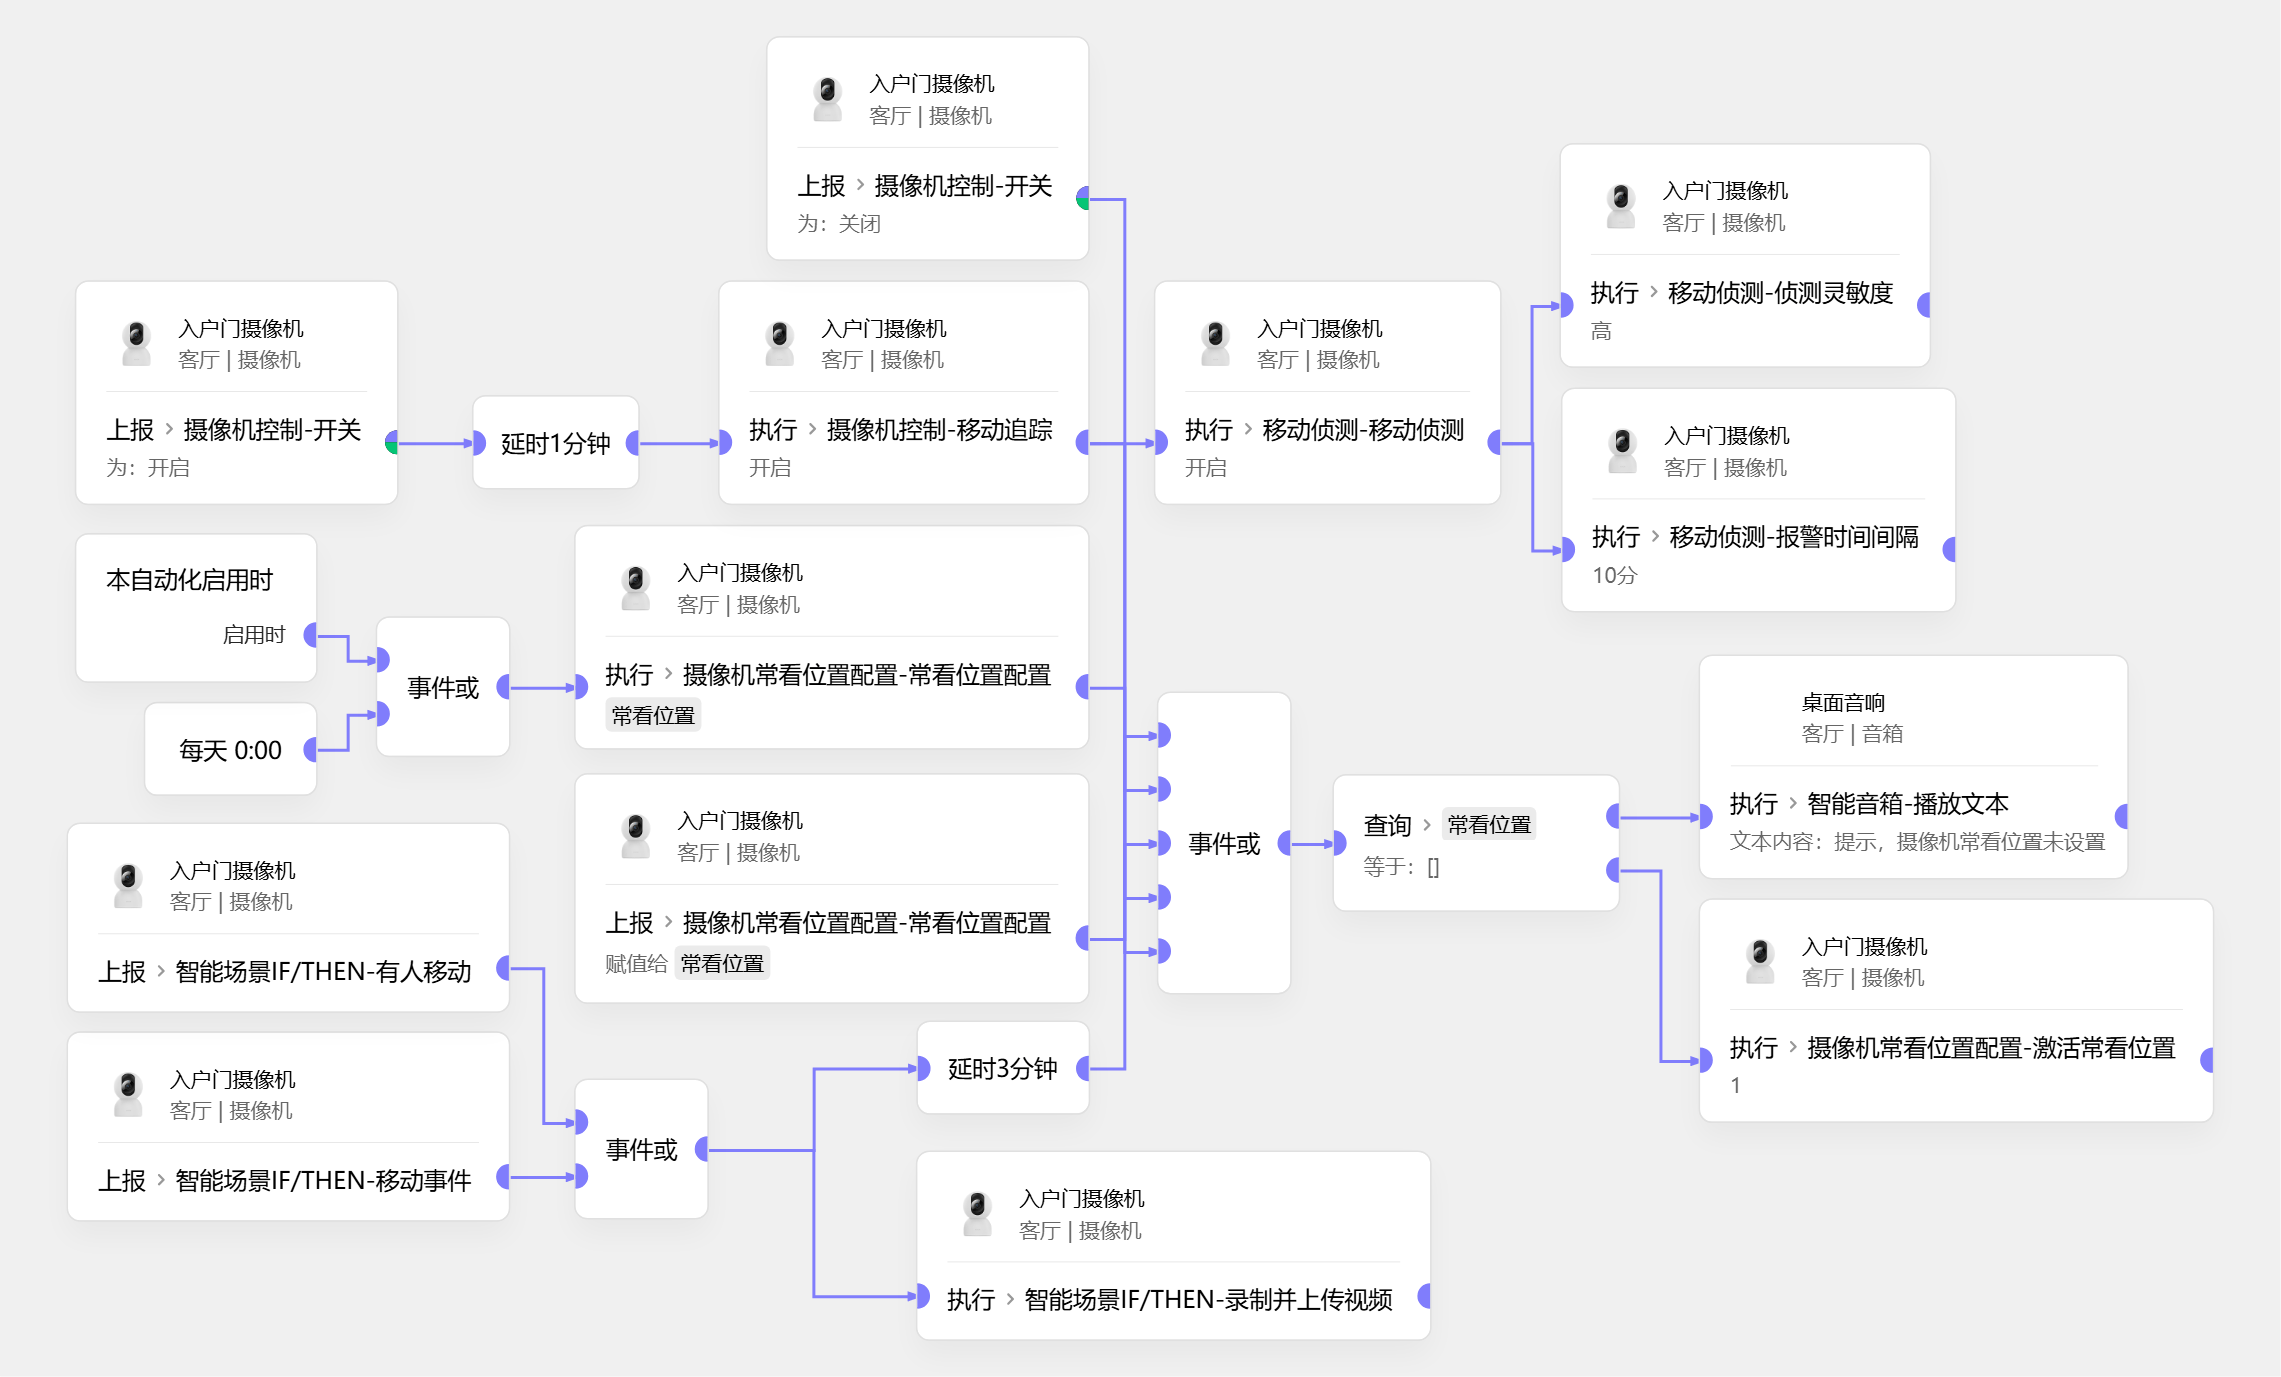 入户门摄像机
客厅 | 摄像机
上报 › 摄像机控制-开关
为：关闭
入户门摄像机
客厅 | 摄像机
执行 › 移动侦测-侦测灵敏度
高
入户门摄像机
客厅 | 摄像机
上报 › 摄像机控制-开关
为：开启
延时1分钟
入户门摄像机
客厅 | 摄像机
执行 › 摄像机控制-移动追踪
开启
入户门摄像机
客厅 | 摄像机
执行 › 移动侦测-移动侦测
开启
入户门摄像机
客厅 | 摄像机
执行 › 移动侦测-报警时间间隔
10分
本自动化启用时
启用时
每天 0:00
事件或
入户门摄像机
客厅 | 摄像机
执行 › 摄像机常看位置配置-常看位置配置
常看位置
入户门摄像机
客厅 | 摄像机
上报 › 摄像机常看位置配置-常看位置配置
赋值给 常看位置
事件或
查询 › 常看位置
等于：[]
桌面音响
客厅 | 音箱
执行 › 智能音箱-播放文本
文本内容：提示，摄像机常看位置未设置
入户门摄像机
客厅 | 摄像机
执行 › 摄像机常看位置配置-激活常看位置
1
入户门摄像机
客厅 | 摄像机
上报 › 智能场景IF/THEN-有人移动
入户门摄像机
客厅 | 摄像机
上报 › 智能场景IF/THEN-移动事件
事件或
延时3分钟
入户门摄像机
客厅 | 摄像机
执行 › 智能场景IF/THEN-录制并上传视频